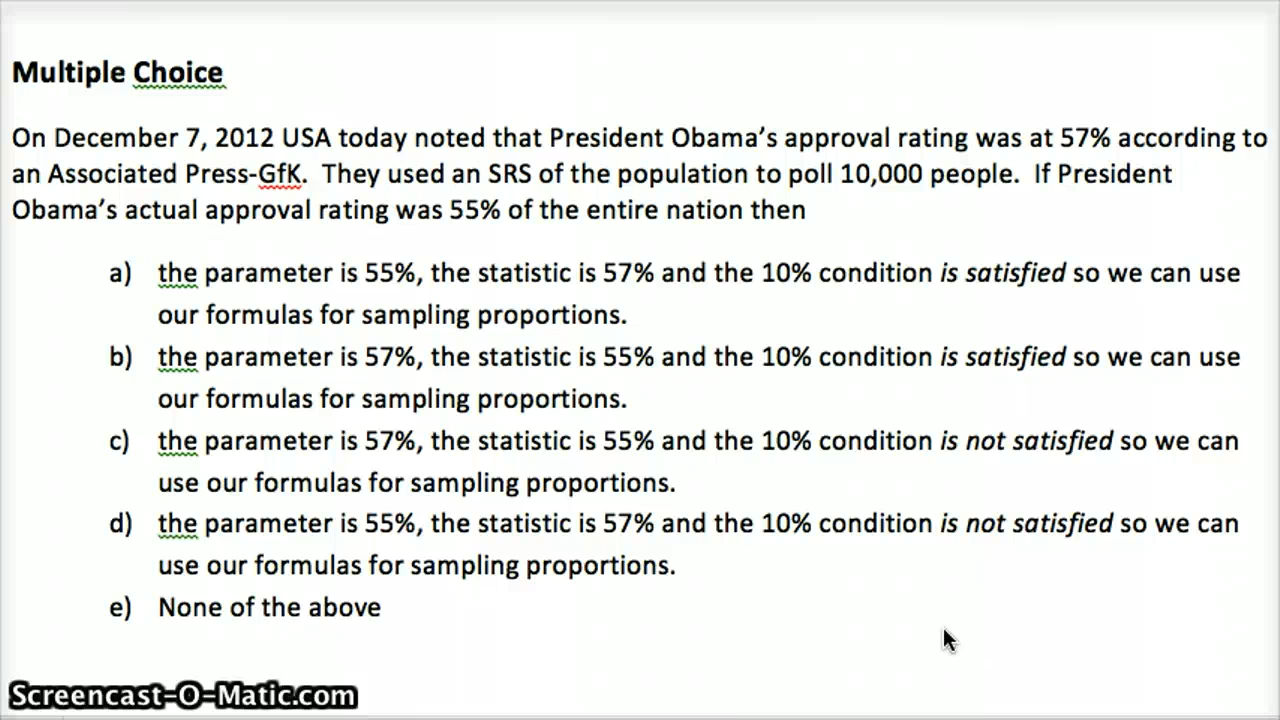 Multiple Choice
On December 7, 2012 USA today noted that President Obama's approval rating was at 57% according to
an Associated Press-GfK.  They used an SRS of the population to poll 10,000 people.  If President
Obama's actual approval rating was 55% of the entire nation then
a) the parameter is 55%, the statistic is 57% and the 10% condition is satisfied so we can use
our formulas for sampling proportions.
b) the parameter is 57%, the statistic is 55% and the 10% condition is satisfied so we can use
our formulas for sampling proportions.
c) the parameter is 57%, the statistic is 55% and the 10% condition is not satisfied so we can
use our formulas for sampling proportions.
d) the parameter is 55%, the statistic is 57% and the 10% condition is not satisfied so we can
use our formulas for sampling proportions.
e) None of the above
Screencast-O-Matic.com